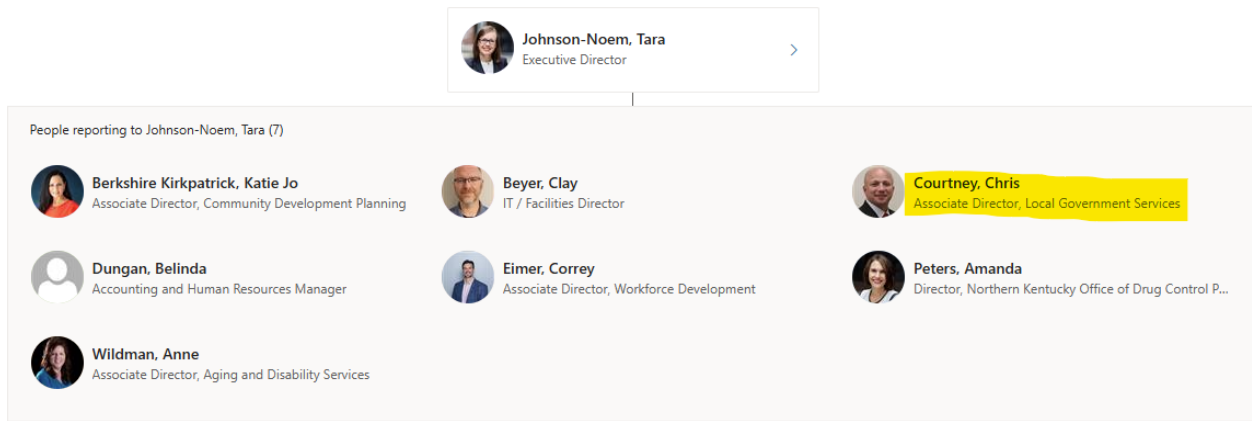 Johnson-Noem, Tara
Executive Director
People reporting to Johnson-Noem, Tara (7)
Berkshire Kirkpatrick, Katie Jo
Associate Director, Community Development Planning
Beyer, Clay
IT / Facilities Director
Courtney, Chris
Associate Director, Local Government Services
Dungan, Belinda
Accounting and Human Resources Manager
Eimer, Correy
Associate Director, Workforce Development
Peters, Amanda
Director, Northern Kentucky Office of Drug Control P...
Wildman, Anne
Associate Director, Aging and Disability Services